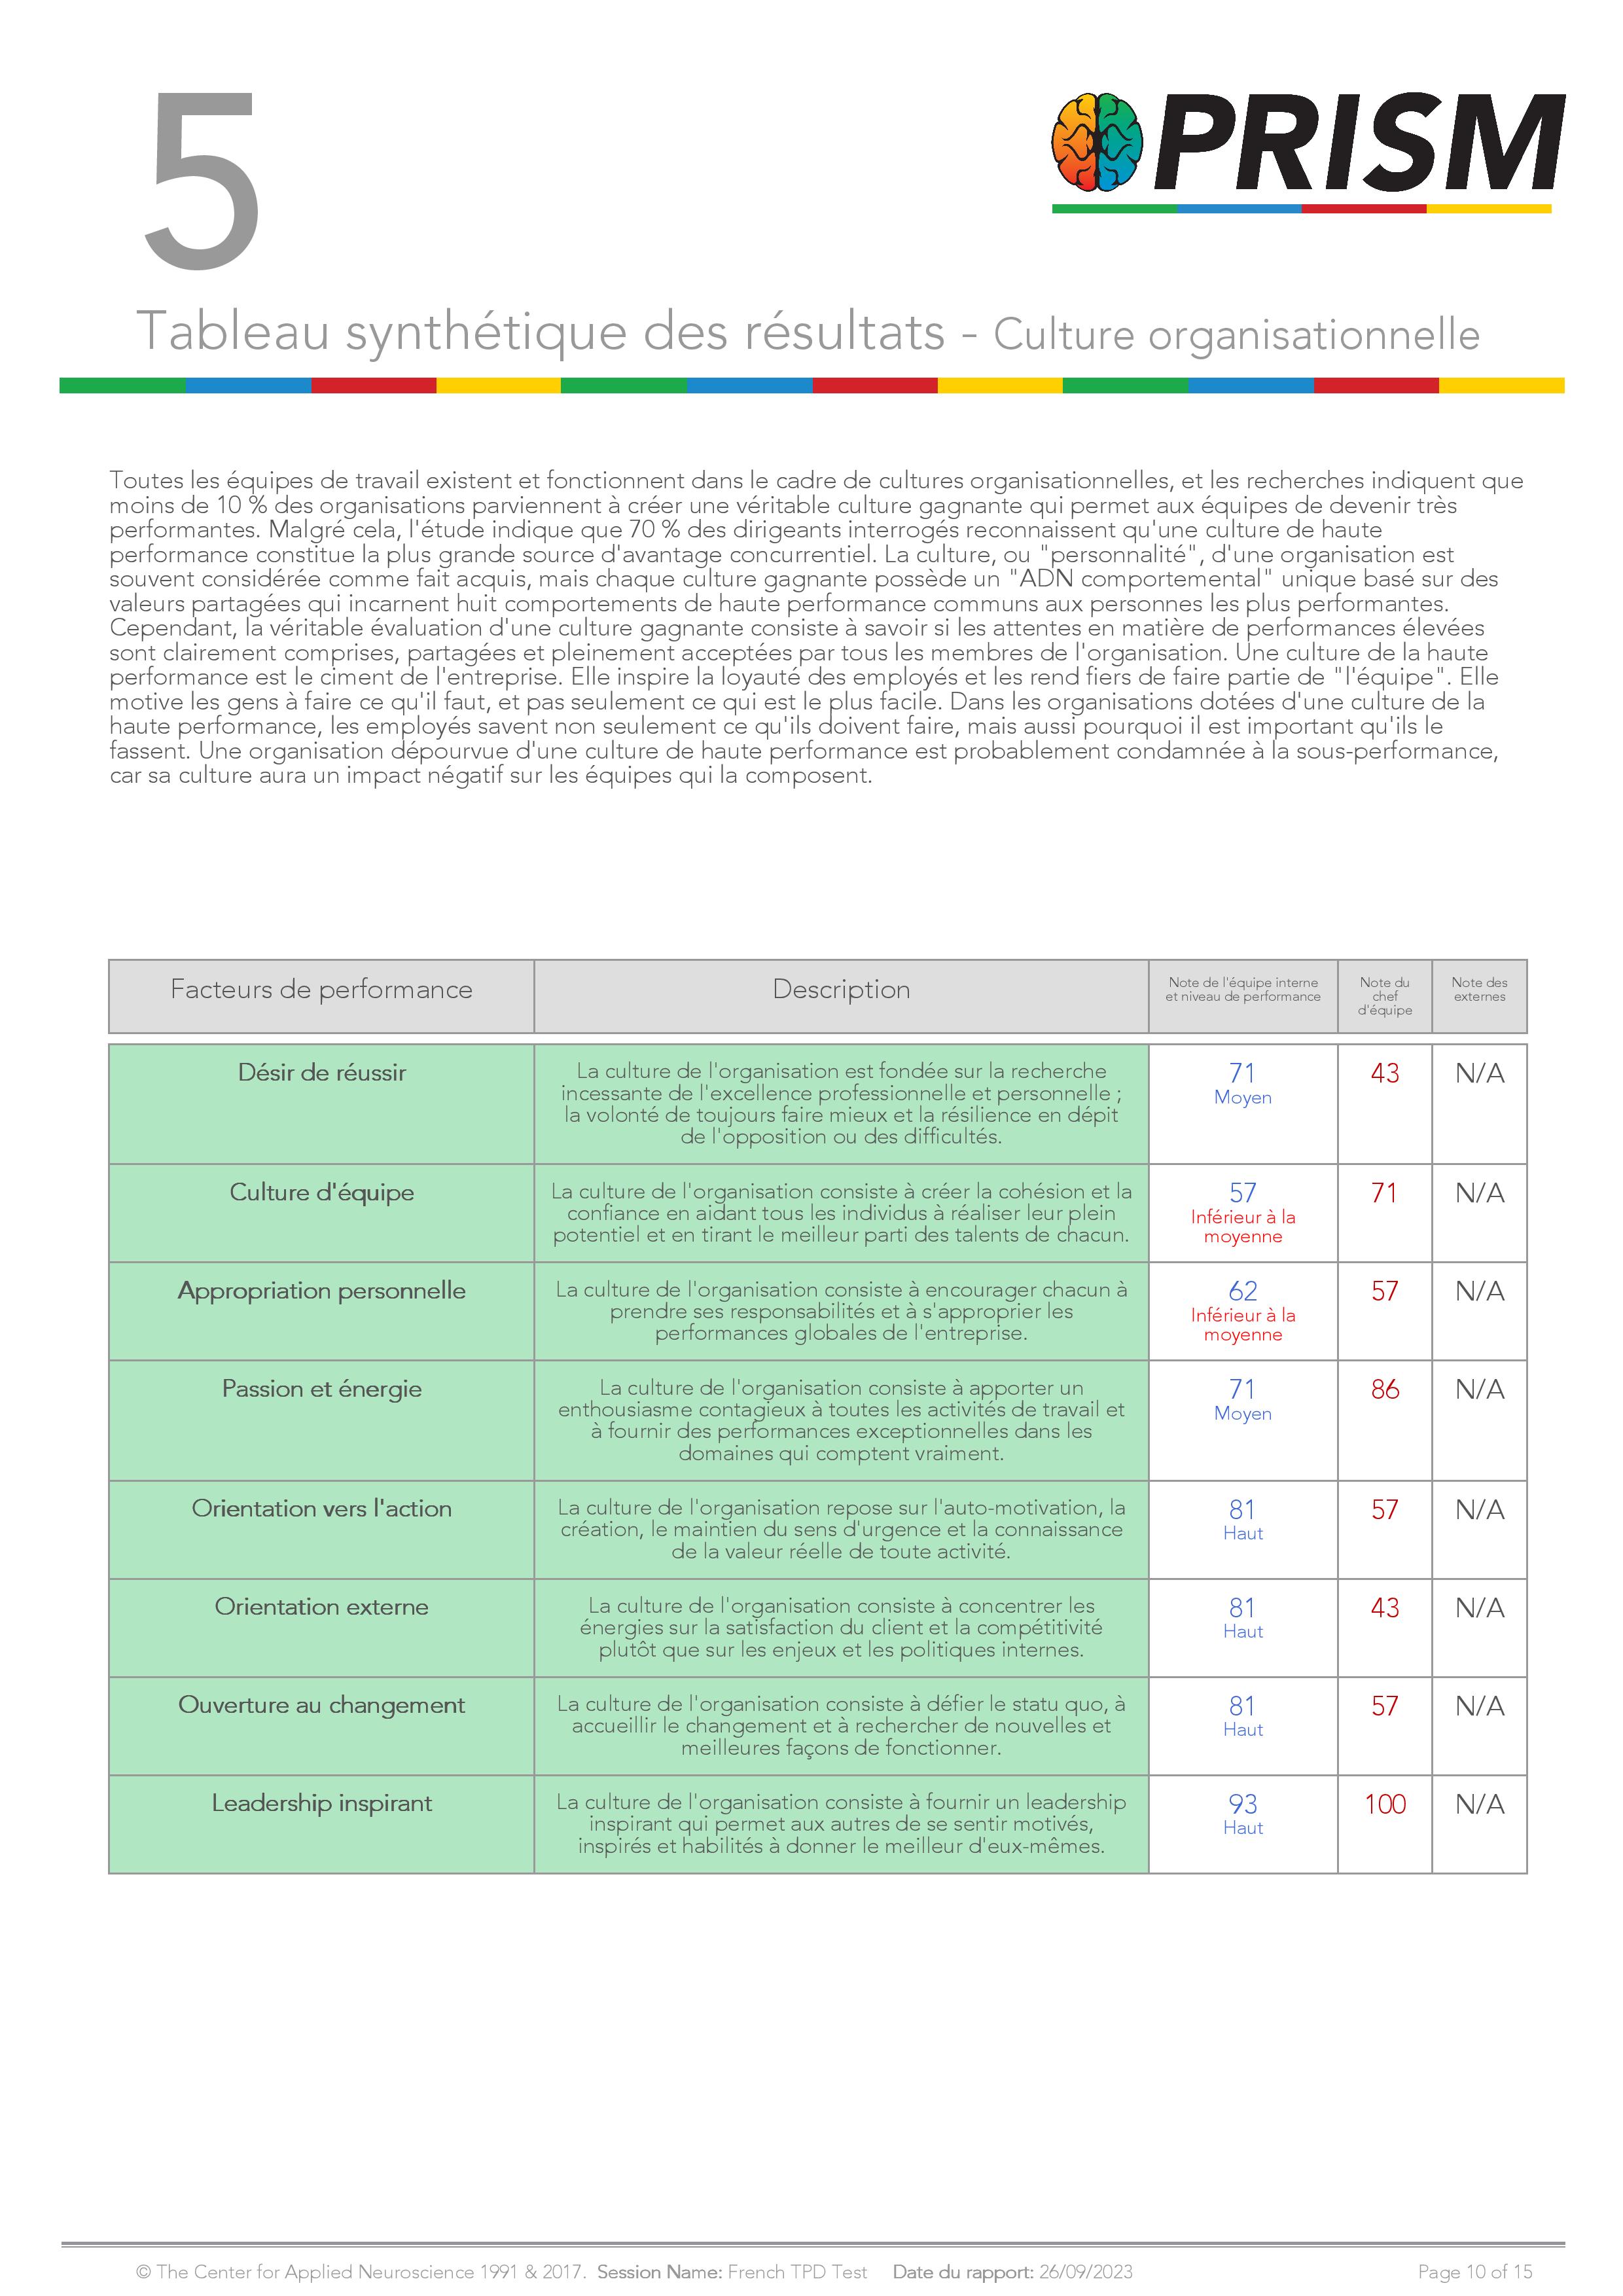 5
PRISM
Tableau synthétique des résultats - Culture organisationnelle
Toutes les équipes de travail existent et fonctionnent dans le cadre de cultures organisationnelles, et les recherches indiquent que
moins de 10 % des organisations parviennent à créer une véritable culture gagnante qui permet aux équipes de devenir très
performantes. Malgré cela, l'étude indique que 70 % des dirigeants interrogés reconnaissent qu'une culture de haute
performance constitue la plus grande source d'avantage concurrentiel. La culture, ou "personnalité", d'une organisation est
souvent considérée comme fait acquis, mais chaque culture gagnante possède un "ADN comportemental" unique basé sur des
valeurs partagées qui incarnent huit comportements de haute performance communs aux personnes les plus performantes.
Cependant, la véritable évaluation d'une culture gagnante consiste à savoir si les attentes en matière de performances élevées
sont clairement comprises, partagées et pleinement acceptées par tous les membres de l'organisation. Une culture de la haute
performance est le ciment de l'entreprise. Elle inspire la loyauté des employés et les rend fiers de faire partie de "l'équipe". Elle
motive les gens à faire ce qu'il faut, et pas seulement ce qui est le plus facile. Dans les organisations dotées d'une culture de la
haute performance, les employés savent non seulement ce qu'ils doivent faire, mais aussi pourquoi il est important qu'ils le
fassent. Une organisation dépourvue d'une culture de haute performance est probablement condamnée à la sous-performance,
car sa culture aura un impact négatif sur les équipes qui la composent.
Facteurs de performance
Description
Note de l'équipe interne
et niveau de performance
Note du
chef
d'équipe
Note des
externes
Désir de réussir
La culture de l'organisation est fondée sur la recherche
incessante de l'excellence professionnelle et personnelle ;
la volonté de toujours faire mieux et la résilience en dépit
de l'opposition ou des difficultés.
71
Moyen
43
N/A
Culture d'équipe
La culture de l'organisation consiste à créer la cohésion et la
confiance en aidant tous les individus à réaliser leur plein
potentiel et en tirant le meilleur parti des talents de chacun.
57
Inférieur à la
moyenne
71
N/A
Appropriation personnelle
La culture de l'organisation consiste à encourager chacun à
prendre ses responsabilités et à s'approprier les
performances globales de l'entreprise.
62
Inférieur à la
moyenne
57
N/A
Passion et énergie
La culture de l'organisation consiste à apporter un
enthousiasme contagieux à toutes les activités de travail et
à fournir des performances exceptionnelles dans les
domaines qui comptent vraiment.
71
Moyen
86
N/A
Orientation vers l'action
La culture de l'organisation repose sur l'auto-motivation, la
création, le maintien du sens d'urgence et la connaissance
de la valeur réelle de toute activité.
81
Haut
57
N/A
Orientation externe
La culture de l'organisation consiste à concentrer les
énergies sur la satisfaction du client et la compétitivité
plutôt que sur les enjeux et les politiques internes.
81
Haut
43
N/A
Ouverture au changement
La culture de l'organisation consiste à défier le statu quo, à
accueillir le changement et à rechercher de nouvelles et
meilleures façons de fonctionner.
81
Haut
57
N/A
Leadership inspirant
La culture de l'organisation consiste à fournir un leadership
inspirant qui permet aux autres de se sentir motivés,
inspirés et habilités à donner le meilleur d'eux-mêmes.
93
Haut
100
N/A
© The Center for Applied Neuroscience 1991 & 2017. Session Name: French TPD Test Date du rapport: 26/09/2023 Page 10 of 15